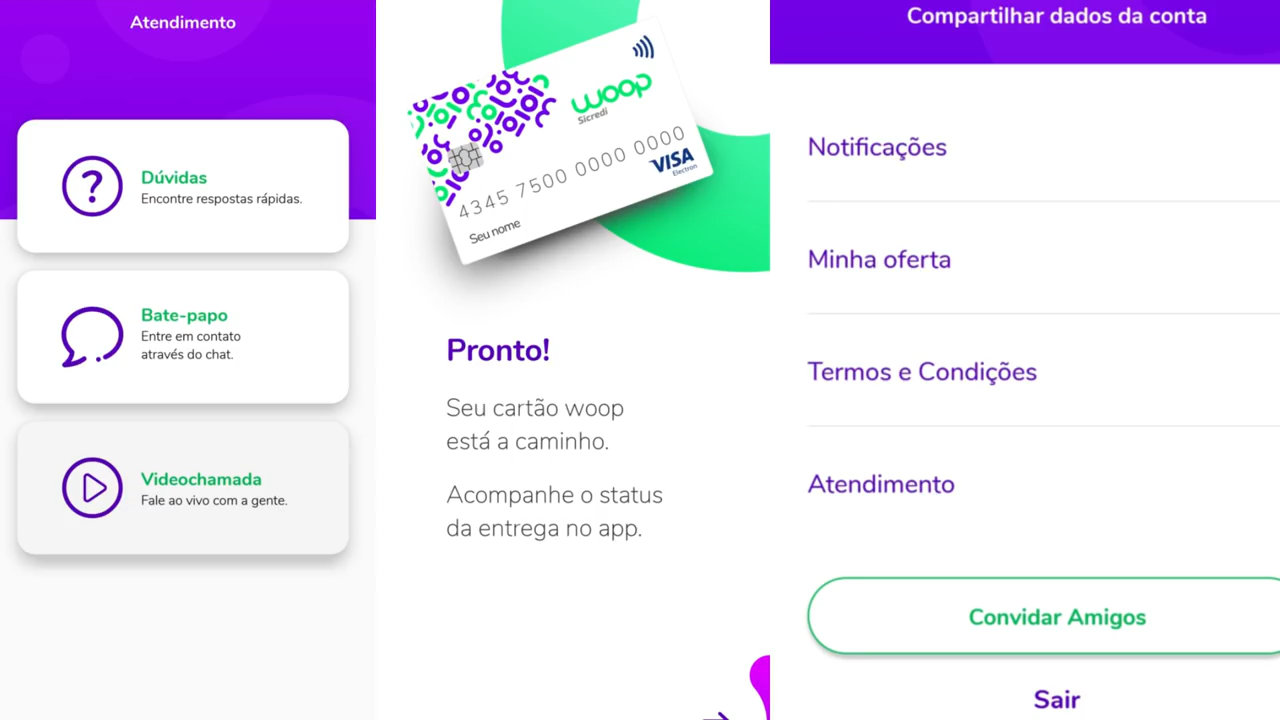 Atendimento
Dúvidas
Encontre respostas rápidas.
Bate-papo
Entre em contato
através do chat.
Videochamada
Fale ao vivo com a gente.
woop
Sicredi
4345 7500 0000 0000
VISA
Electron
Seu nome
Pronto!
Seu cartão woop
está a caminho.
Acompanhe o status
da entrega no app.
Compartilhar dados da conta
Notificações
Minha oferta
Termos e Condições
Atendimento
Convidar Amigos
Sair